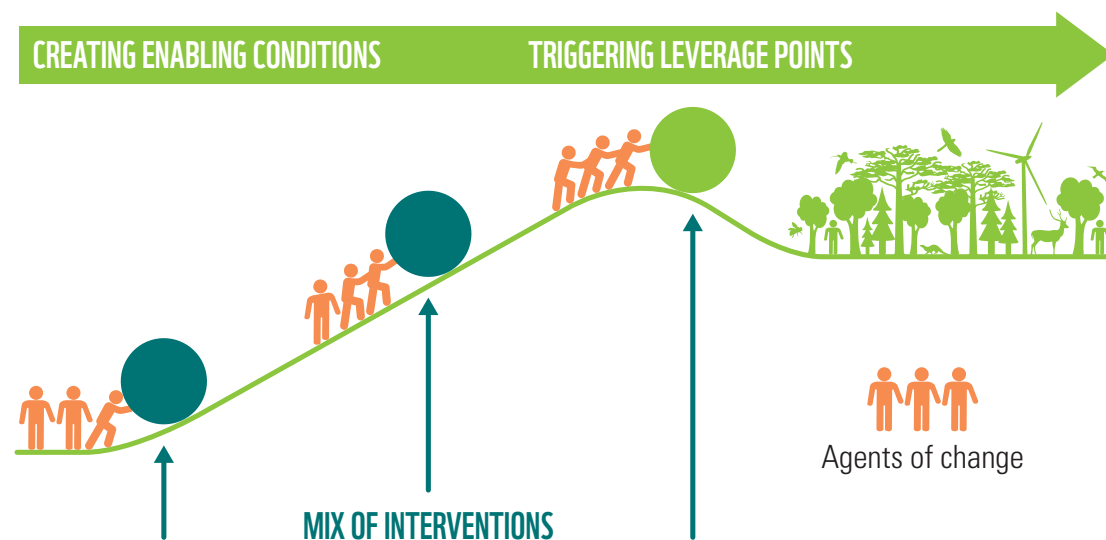 CREATING ENABLING CONDITIONS
TRIGGERING LEVERAGE POINTS
Agents of change
MIX OF INTERVENTIONS